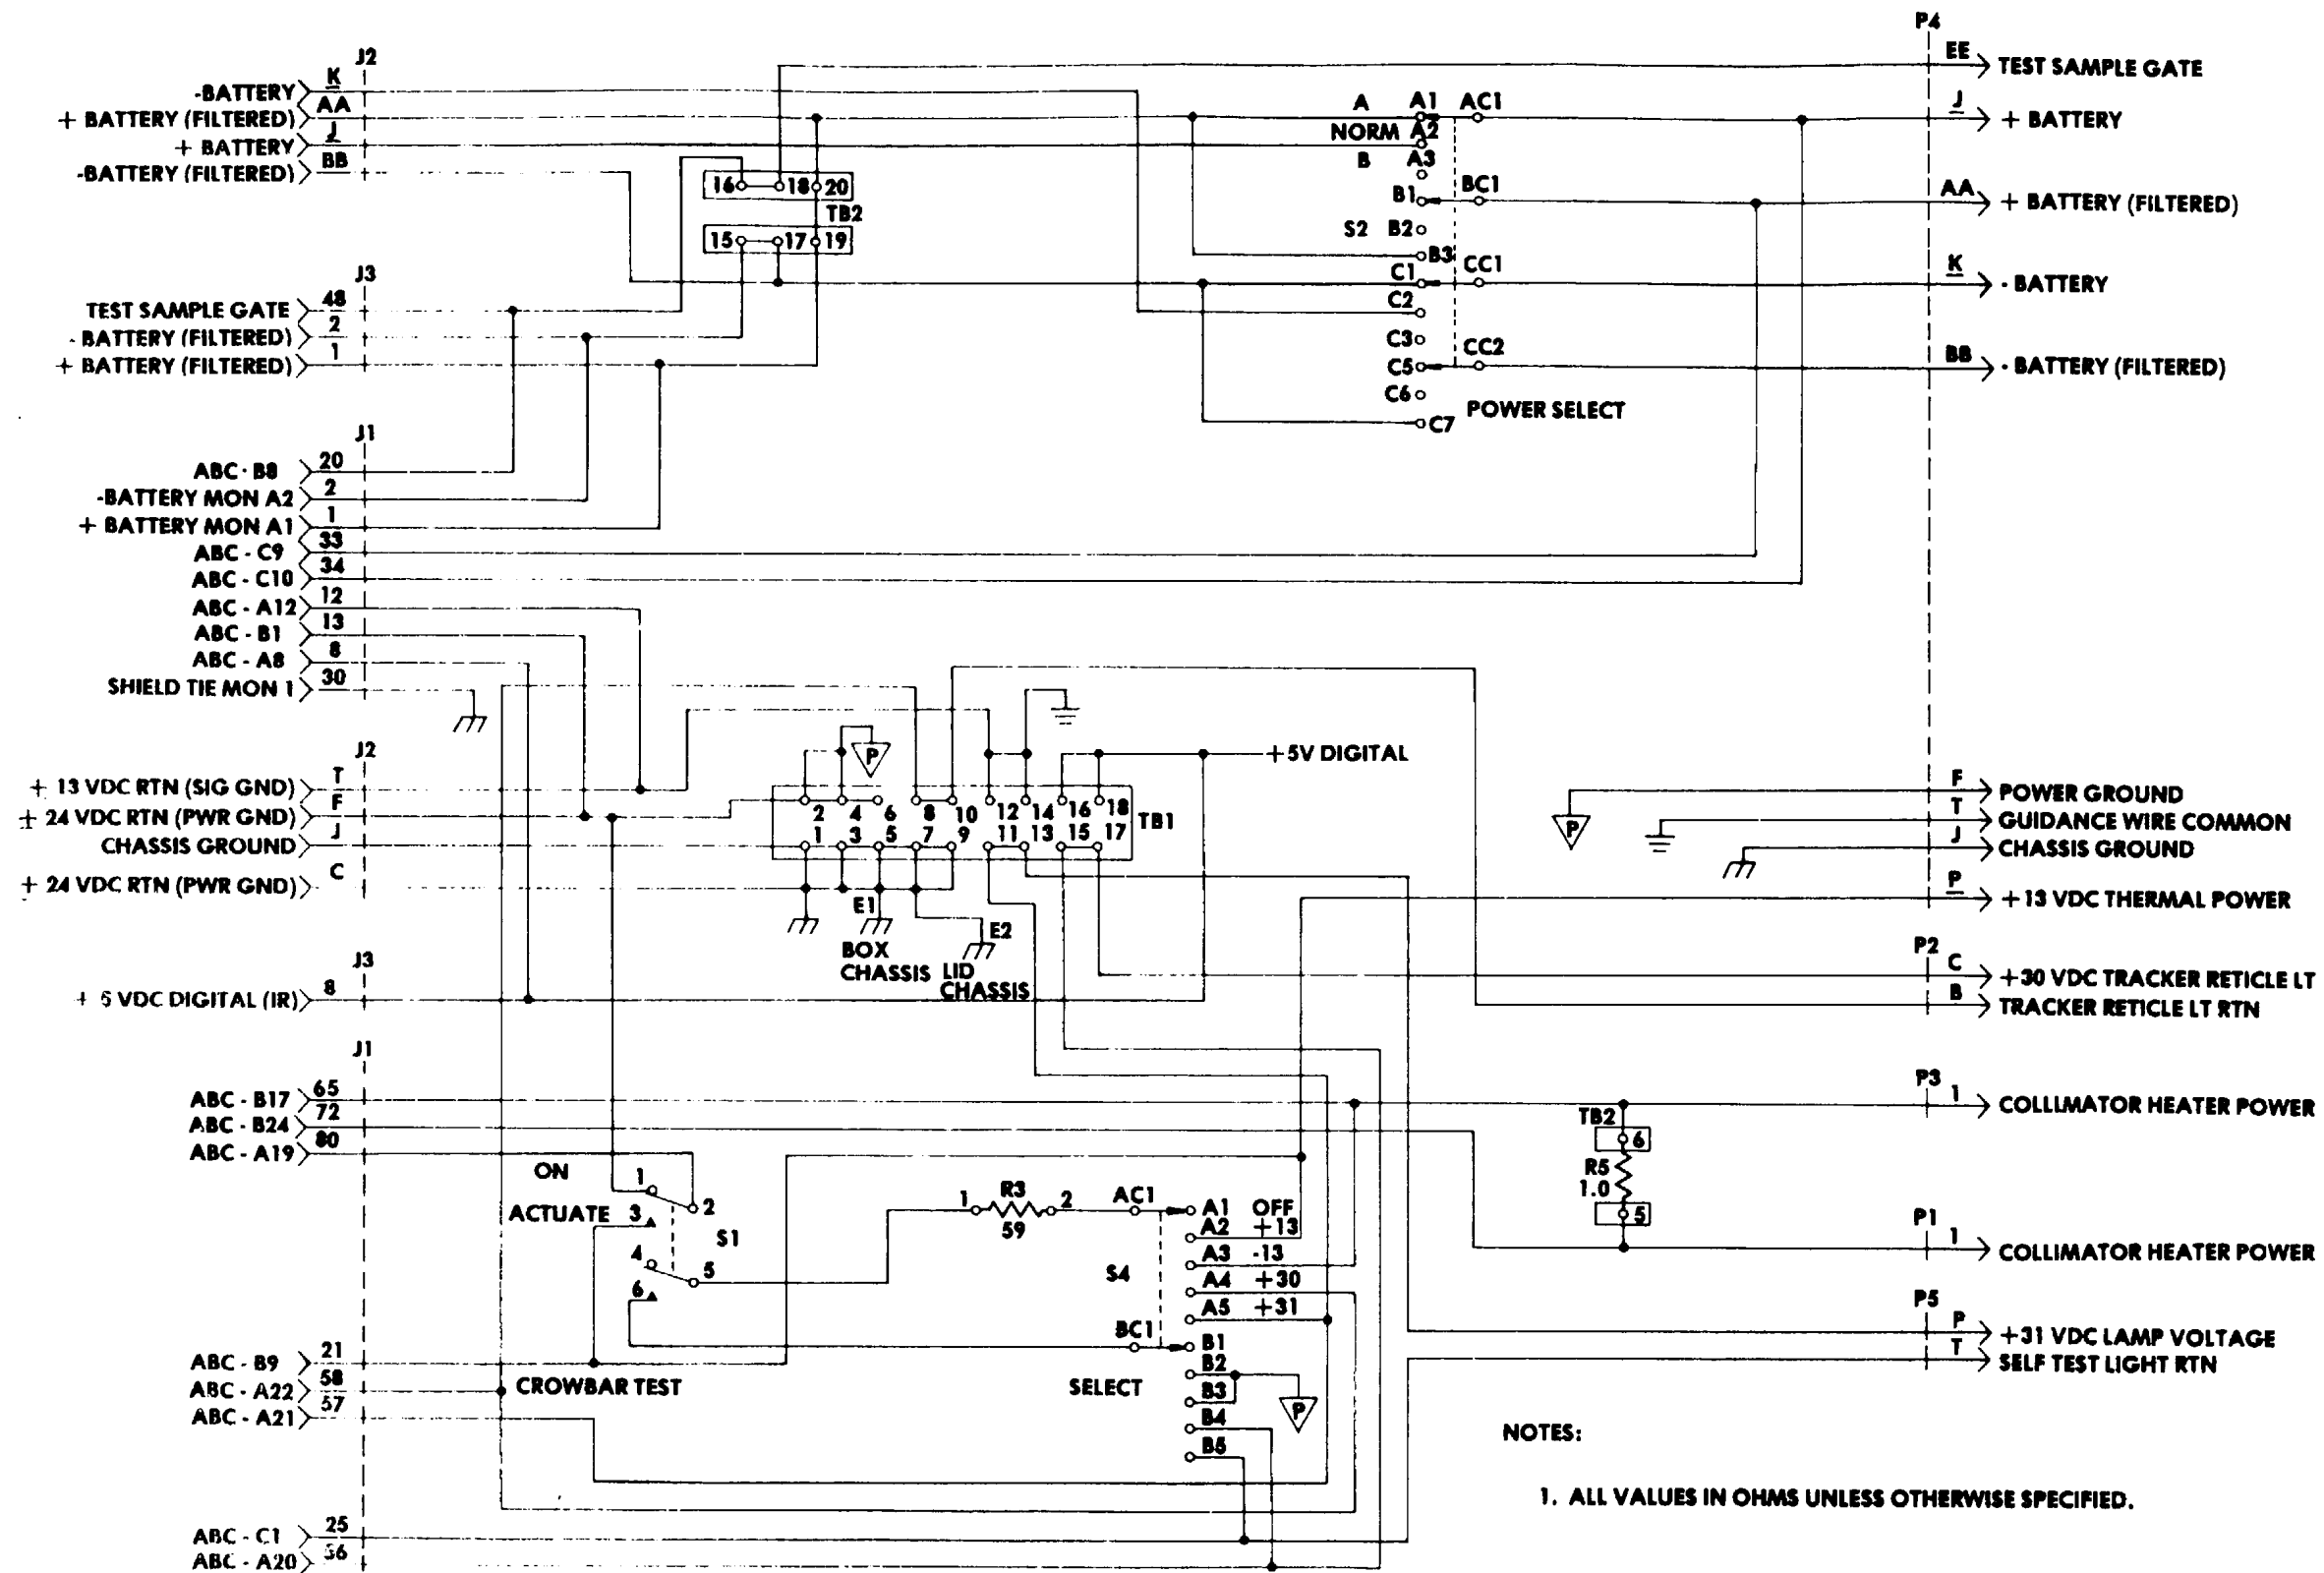 J2
-BATTERY K
+ BATTERY (FILTERED) AA
+ BATTERY J
-BATTERY (FILTERED) BB
J3
TEST SAMPLE GATE 48
- BATTERY (FILTERED) 2
+ BATTERY (FILTERED) 1
J1
ABC - B8 20
-BATTERY MON A2 2
+ BATTERY MON A1 1
ABC - C9 33
ABC - C10 34
ABC - A12 12
ABC - B1 13
ABC - A8 8
SHIELD TIE MON 1 30
J2
+ 13 VDC RTN (SIG GND) T
+ 24 VDC RTN (PWR GND) F
CHASSIS GROUND J
+ 24 VDC RTN (PWR GND) C
J3
+ 5 VDC DIGITAL (IR) 8
J1
ABC - B17 65
ABC - B24 72
ABC - A19 80
ABC - B9 21
ABC - A22 58
ABC - A21 57
ABC - C1 25
ABC - A20 56
16 18 20
TB2
15 17 19
A A1 AC1
NORM A2
B A3
B1 BC1
S2 B2
B3
C1 CC1
C2
C3
C5 CC2
C6
C7 POWER SELECT
P
+5V DIGITAL
2 4 6 8 10 12 14 16 18
1 3 5 7 9 11 13 15 17
TB1
E1
BOX
CHASSIS
E2
LID
CHASSIS
ON
1
2
ACTUATE 3
S1
4
5
6
CROWBAR TEST
1 R3 2
59
AC1
A1 OFF
A2 +13
A3 -13
S4
A4 +30
A5 +31
BC1
B1
B2
SELECT
B3
P
B4
B5
TB2
6
R5
1.0
5
P4
EE TEST SAMPLE GATE
J + BATTERY
AA + BATTERY (FILTERED)
K - BATTERY
BB - BATTERY (FILTERED)
P
F POWER GROUND
T GUIDANCE WIRE COMMON
J CHASSIS GROUND
P +13 VDC THERMAL POWER
P2
C +30 VDC TRACKER RETICLE LT
B TRACKER RETICLE LT RTN
P3
1 COLLIMATOR HEATER POWER
P1
1 COLLIMATOR HEATER POWER
P5
P +31 VDC LAMP VOLTAGE
T SELF TEST LIGHT RTN
NOTES:
1. ALL VALUES IN OHMS UNLESS OTHERWISE SPECIFIED.